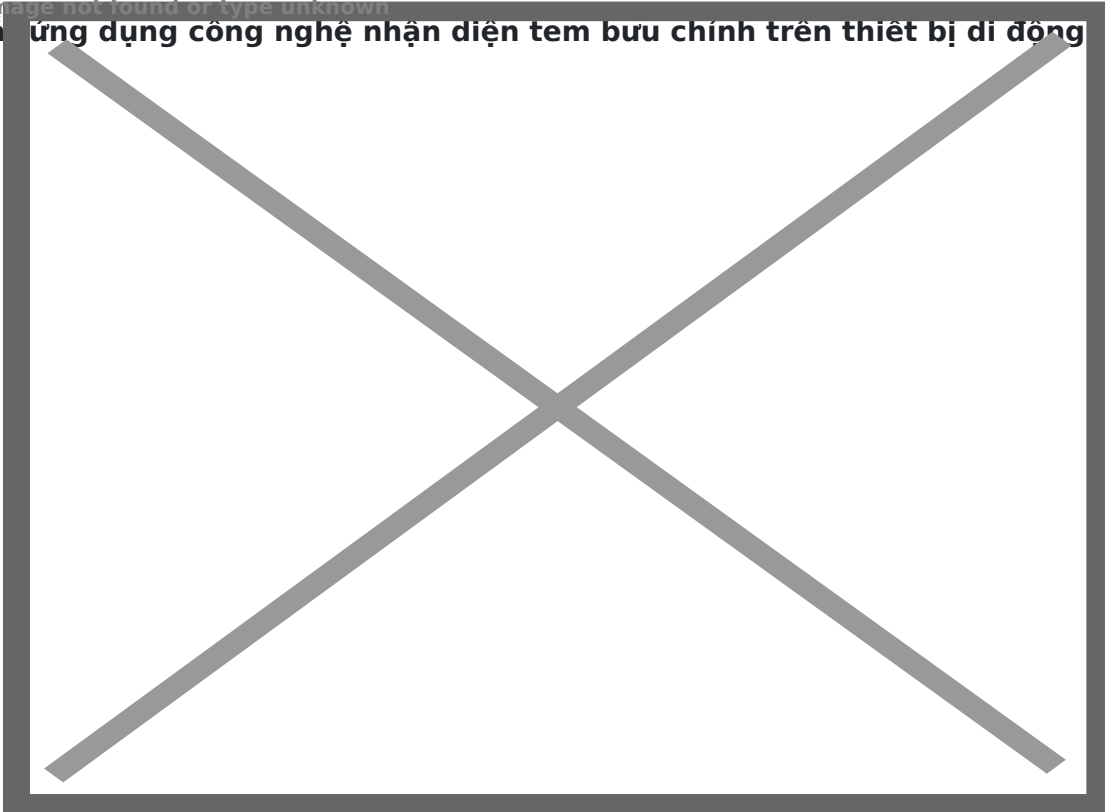 nage not found or type unknown
ứng dụng công nghệ nhận diện tem bưu chính trên thiết bị di động